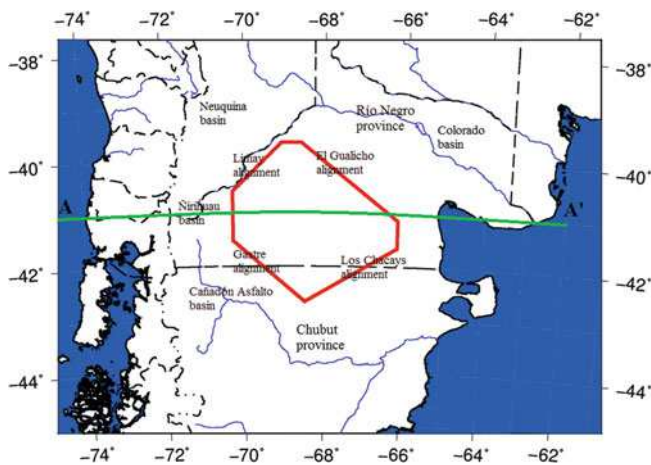 −74˚ −72˚ −70˚ −68˚ −66˚ −64˚ −62˚
−38˚ −38˚
Neuquina
basin
Río Negro
province
Colorado
basin
−40˚ −40˚
Limay
alignment
El Gualicho
alignment
A A'
Ñirihuau
basin
Gastre
alignment
Los Chacays
alignment
−42˚ −42˚
Cañadón Asfalto
basin
Chubut
province
−44˚ −44˚
−74˚ −72˚ −70˚ −68˚ −66˚ −64˚ −62˚